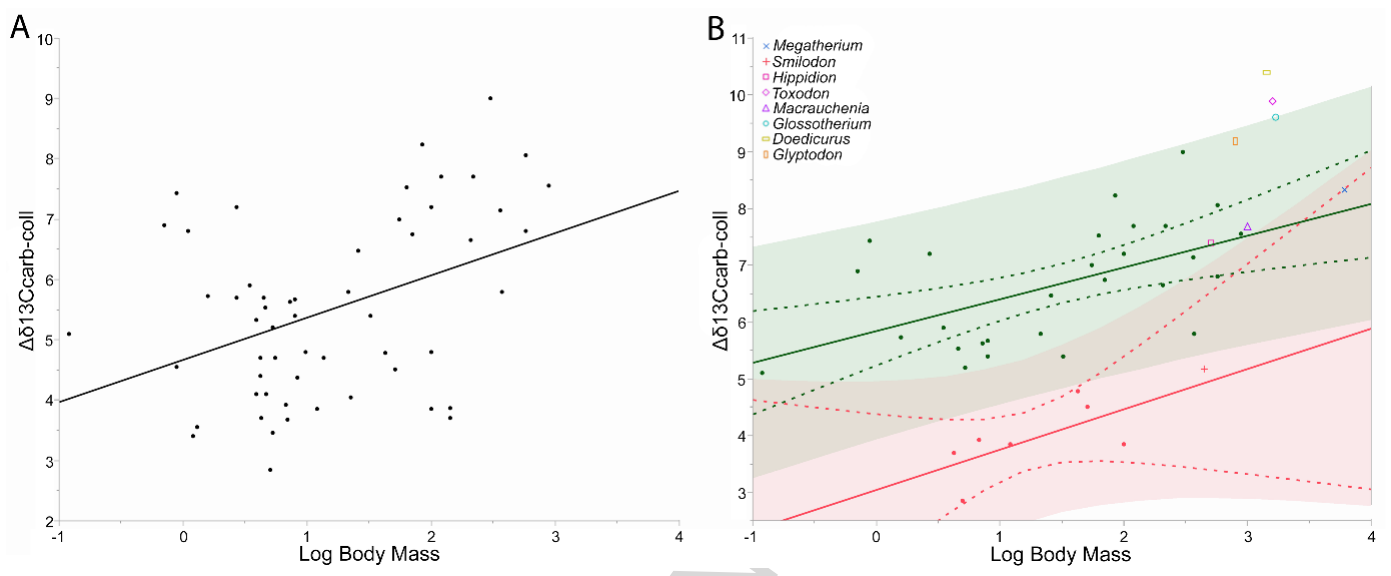 A
10
9
8
7
6
5
4
3
2
-1
0
1
2
3
4
Δδ13Ccarb-coll
Log Body Mass
B
11
10
9
8
7
6
5
4
3
-1
0
1
2
3
4
Δδ13Ccarb-coll
Log Body Mass
Megatherium
Smilodon
Hippidion
Toxodon
Macrauchenia
Glossotherium
Doedicurus
Glyptodon